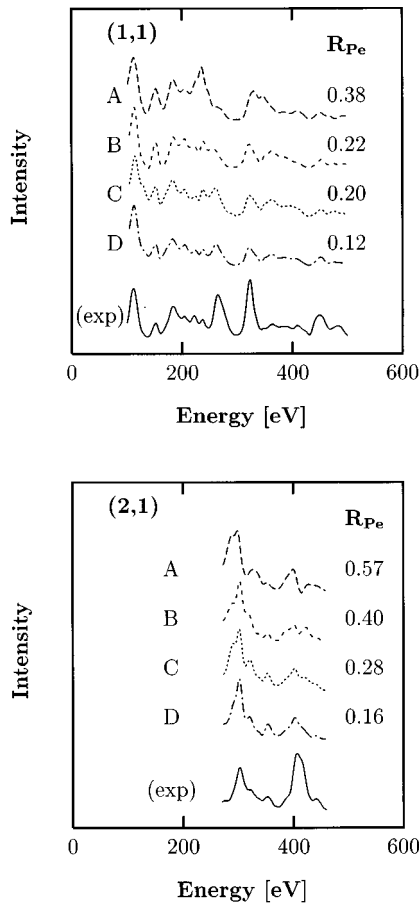 (1,1)
R_Pe
A 0.38
B 0.22
C 0.20
D 0.12
(exp)
Intensity
0 200 400 600
Energy [eV]
(2,1)
R_Pe
A 0.57
B 0.40
C 0.28
D 0.16
(exp)
Intensity
0 200 400 600
Energy [eV]